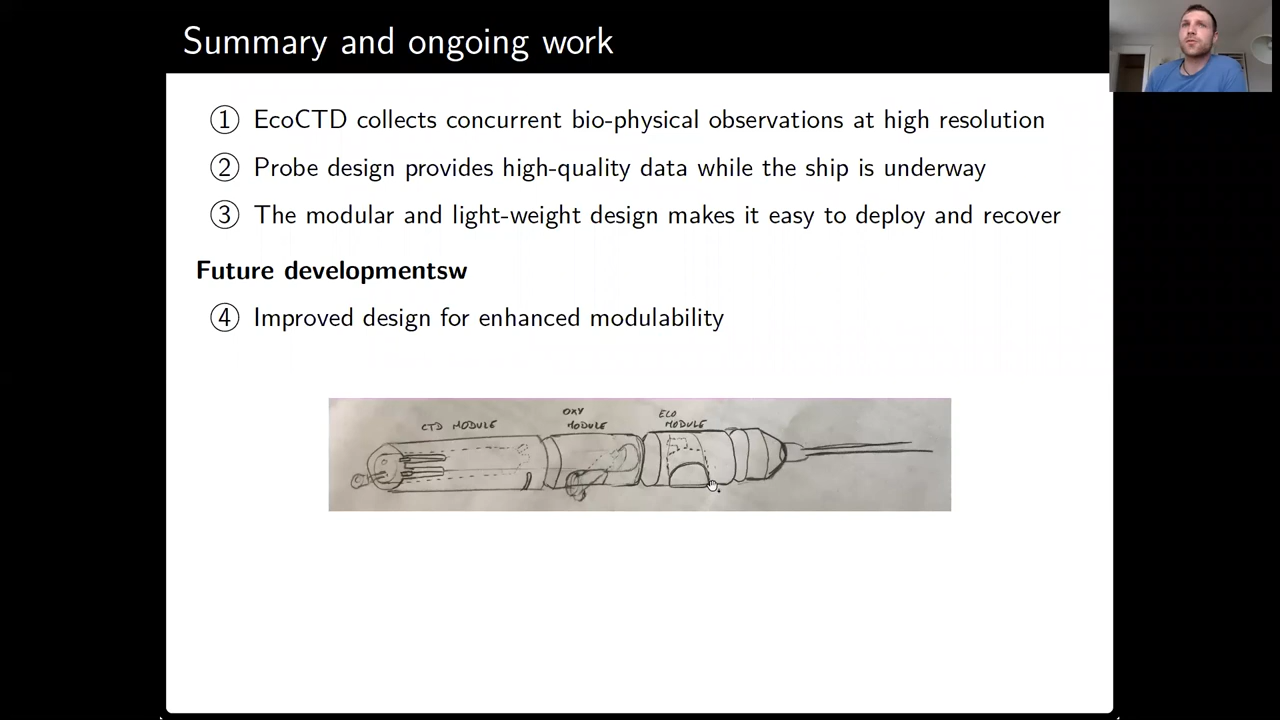 Summary and ongoing work
1 EcoCTD collects concurrent bio-physical observations at high resolution
2 Probe design provides high-quality data while the ship is underway
3 The modular and light-weight design makes it easy to deploy and recover
Future developmentsw
4 Improved design for enhanced modulability
CTD MODULE
OXY
MODULE
ECO
MODULE